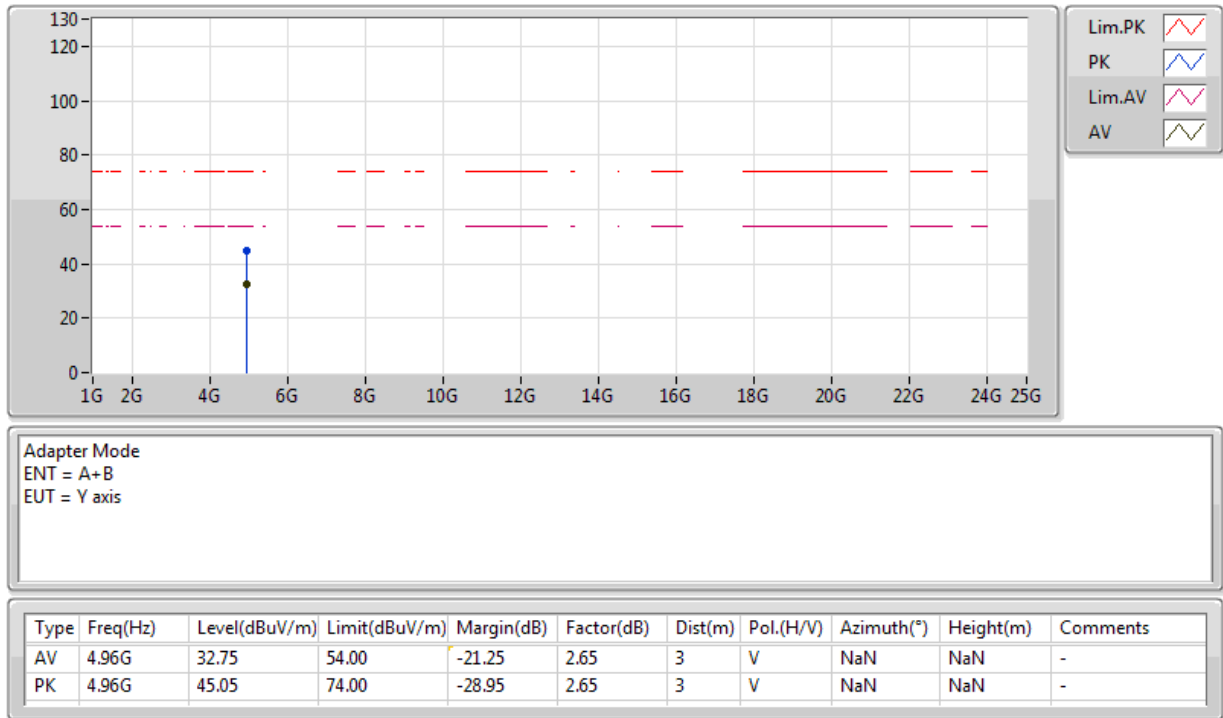 130
120
100
80
60
40
20
0
1G 2G 4G 6G 8G 10G 12G 14G 16G 18G 20G 22G 24G 25G
Lim.PK
PK
Lim.AV
AV
Adapter Mode
ENT = A+B
EUT = Y axis
Type Freq(Hz) Level(dBuV/m) Limit(dBuV/m) Margin(dB) Factor(dB) Dist(m) Pol.(H/V) Azimuth(°) Height(m) Comments
AV 4.96G 32.75 54.00 -21.25 2.65 3 V NaN NaN -
PK 4.96G 45.05 74.00 -28.95 2.65 3 V NaN NaN -